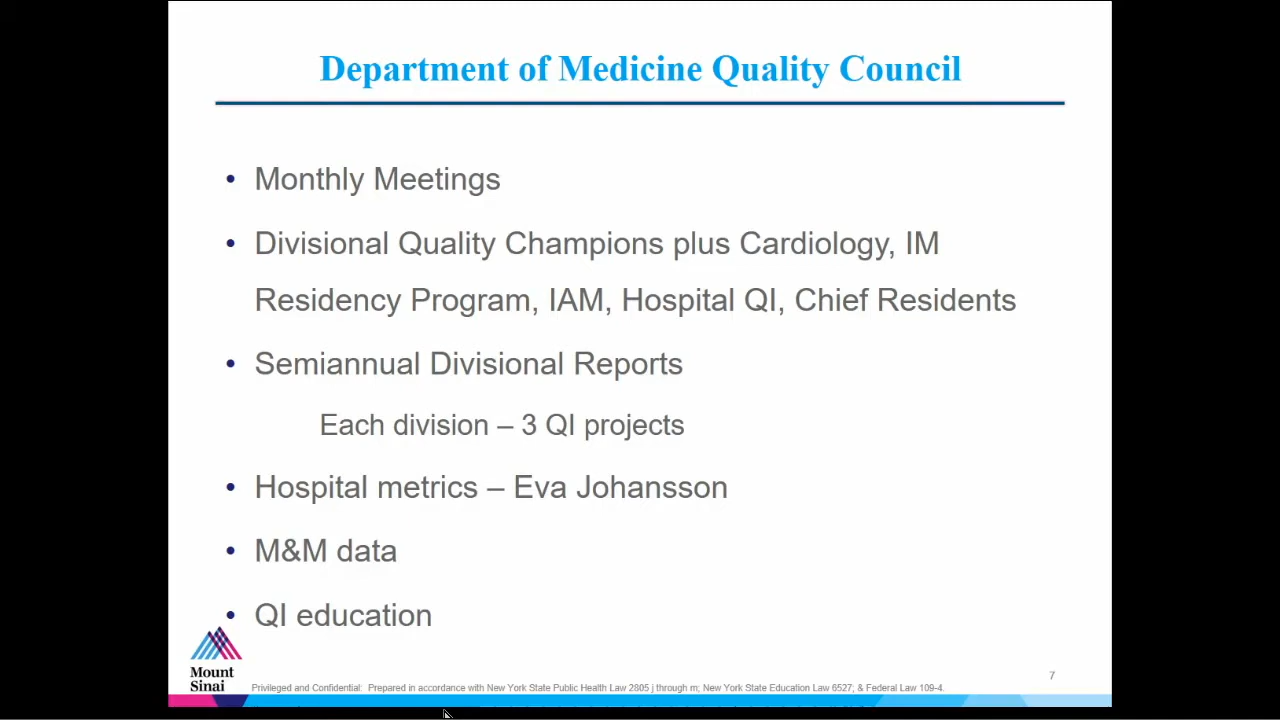 Department of Medicine Quality Council
• Monthly Meetings
• Divisional Quality Champions plus Cardiology, IM
Residency Program, IAM, Hospital QI, Chief Residents
• Semiannual Divisional Reports
Each division – 3 QI projects
• Hospital metrics – Eva Johansson
• M&M data
• QI education
Mount
Sinai
Privileged and Confidential: Prepared in accordance with New York State Public Health Law 2805 j through m; New York State Education Law 6527; & Federal Law 109-4.
7